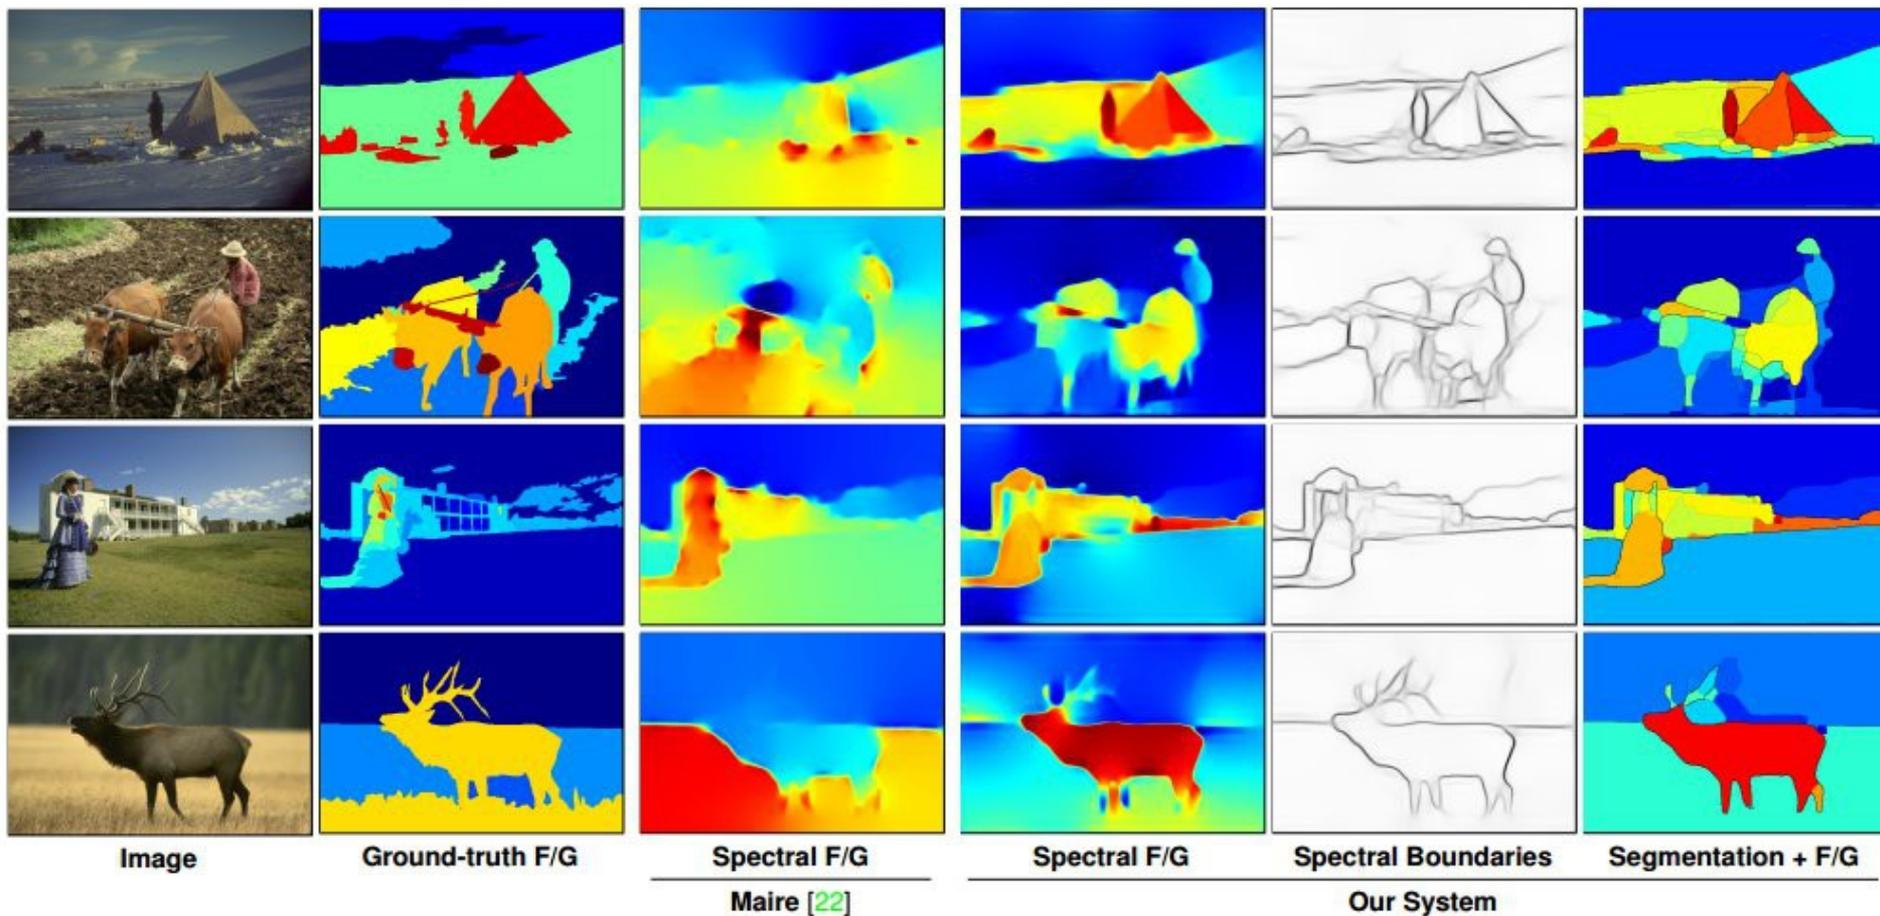 Image Ground-truth F/G Spectral F/G Spectral F/G Spectral Boundaries Segmentation + F/G
Maire [22] Our System